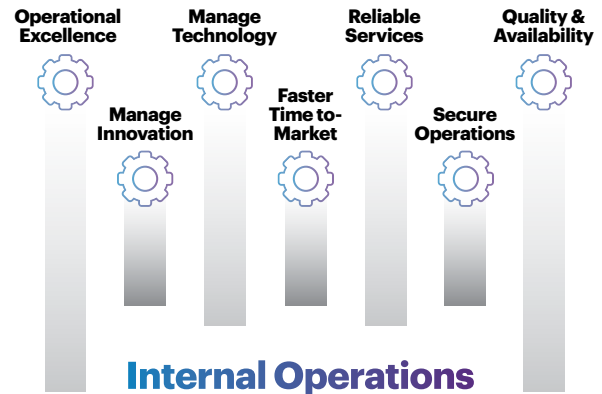 Operational
Excellence
Manage
Technology
Reliable
Services
Quality &
Availability
Manage
Innovation
Faster
Time to-
Market
Secure
Operations
Internal Operations